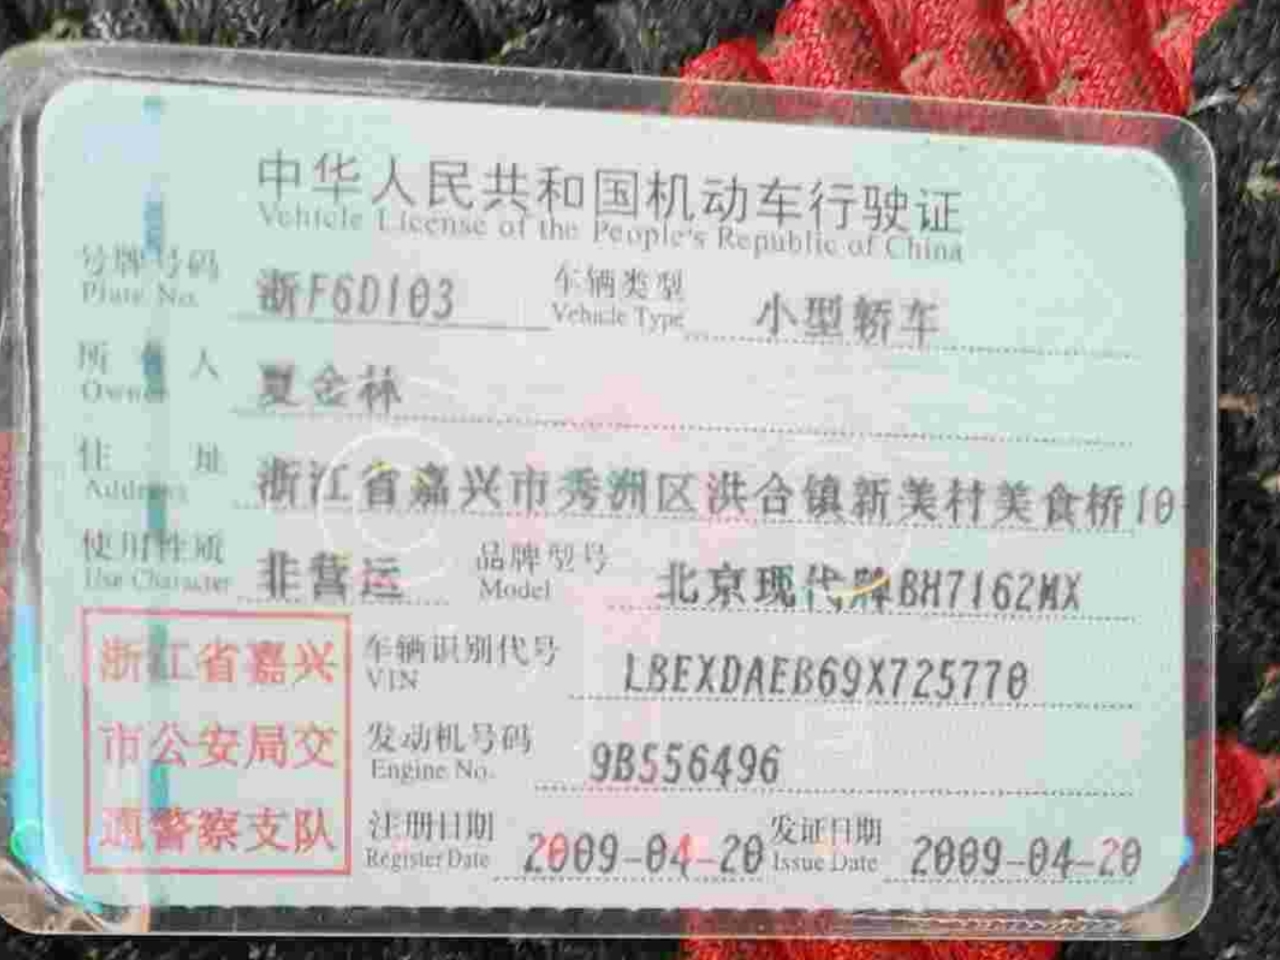 中华人民共和国机动车行驶证
Vehicle License of the People's Republic of China
号牌号码 浙F6D103 车辆类型 小型轿车
Plate No. Vehicle Type
所有人 夏金林
Owner
住址 浙江省嘉兴市秀洲区洪合镇新美村美食桥10
Address
使用性质 非营运 品牌型号 北京现代牌BH7162MX
Use Character Model
浙江省嘉兴 车辆识别代号 LBEXDAEB69X725770
VIN
市公安局交 发动机号码 9B556496
Engine No.
通警察支队 注册日期 2009-04-20 发证日期 2009-04-20
Register Date Issue Date